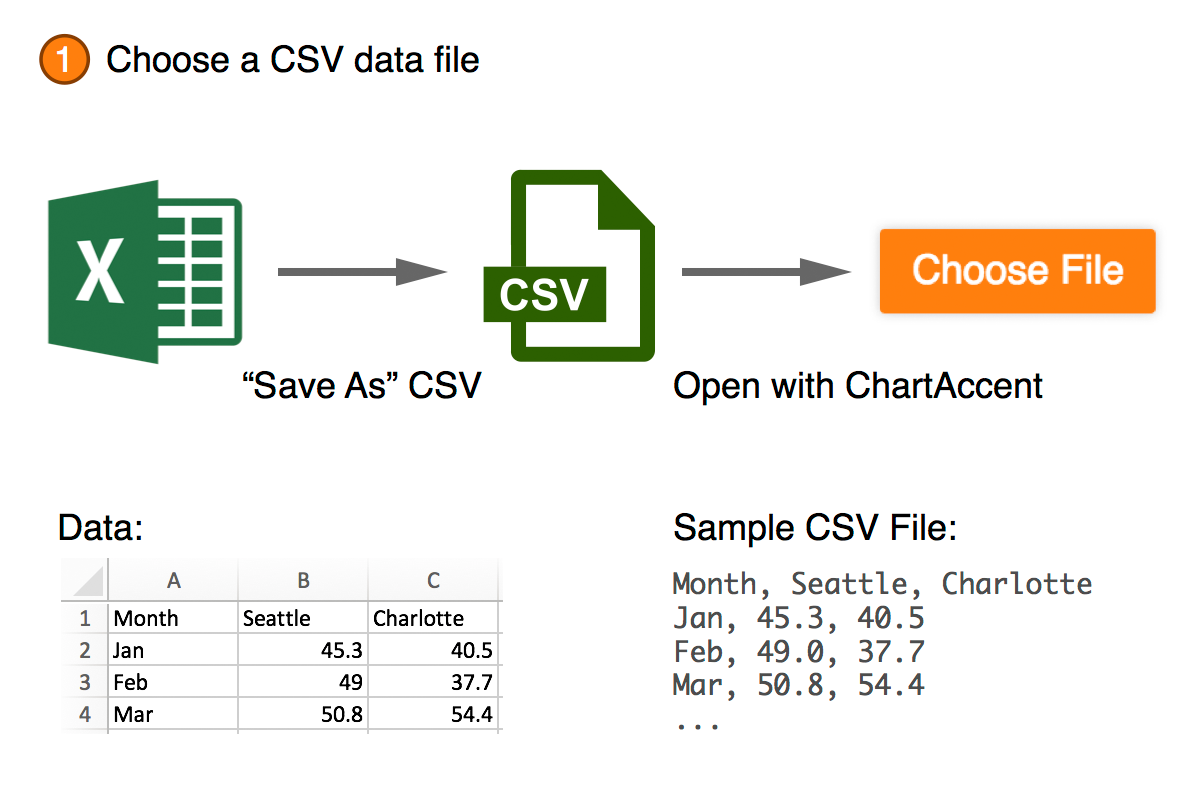 1 Choose a CSV data file
X
CSV
Choose File
“Save As” CSV
Open with ChartAccent
Data:
A B C
1 Month Seattle Charlotte
2 Jan 45.3 40.5
3 Feb 49 37.7
4 Mar 50.8 54.4
Sample CSV File:
Month, Seattle, Charlotte
Jan, 45.3, 40.5
Feb, 49.0, 37.7
Mar, 50.8, 54.4
...